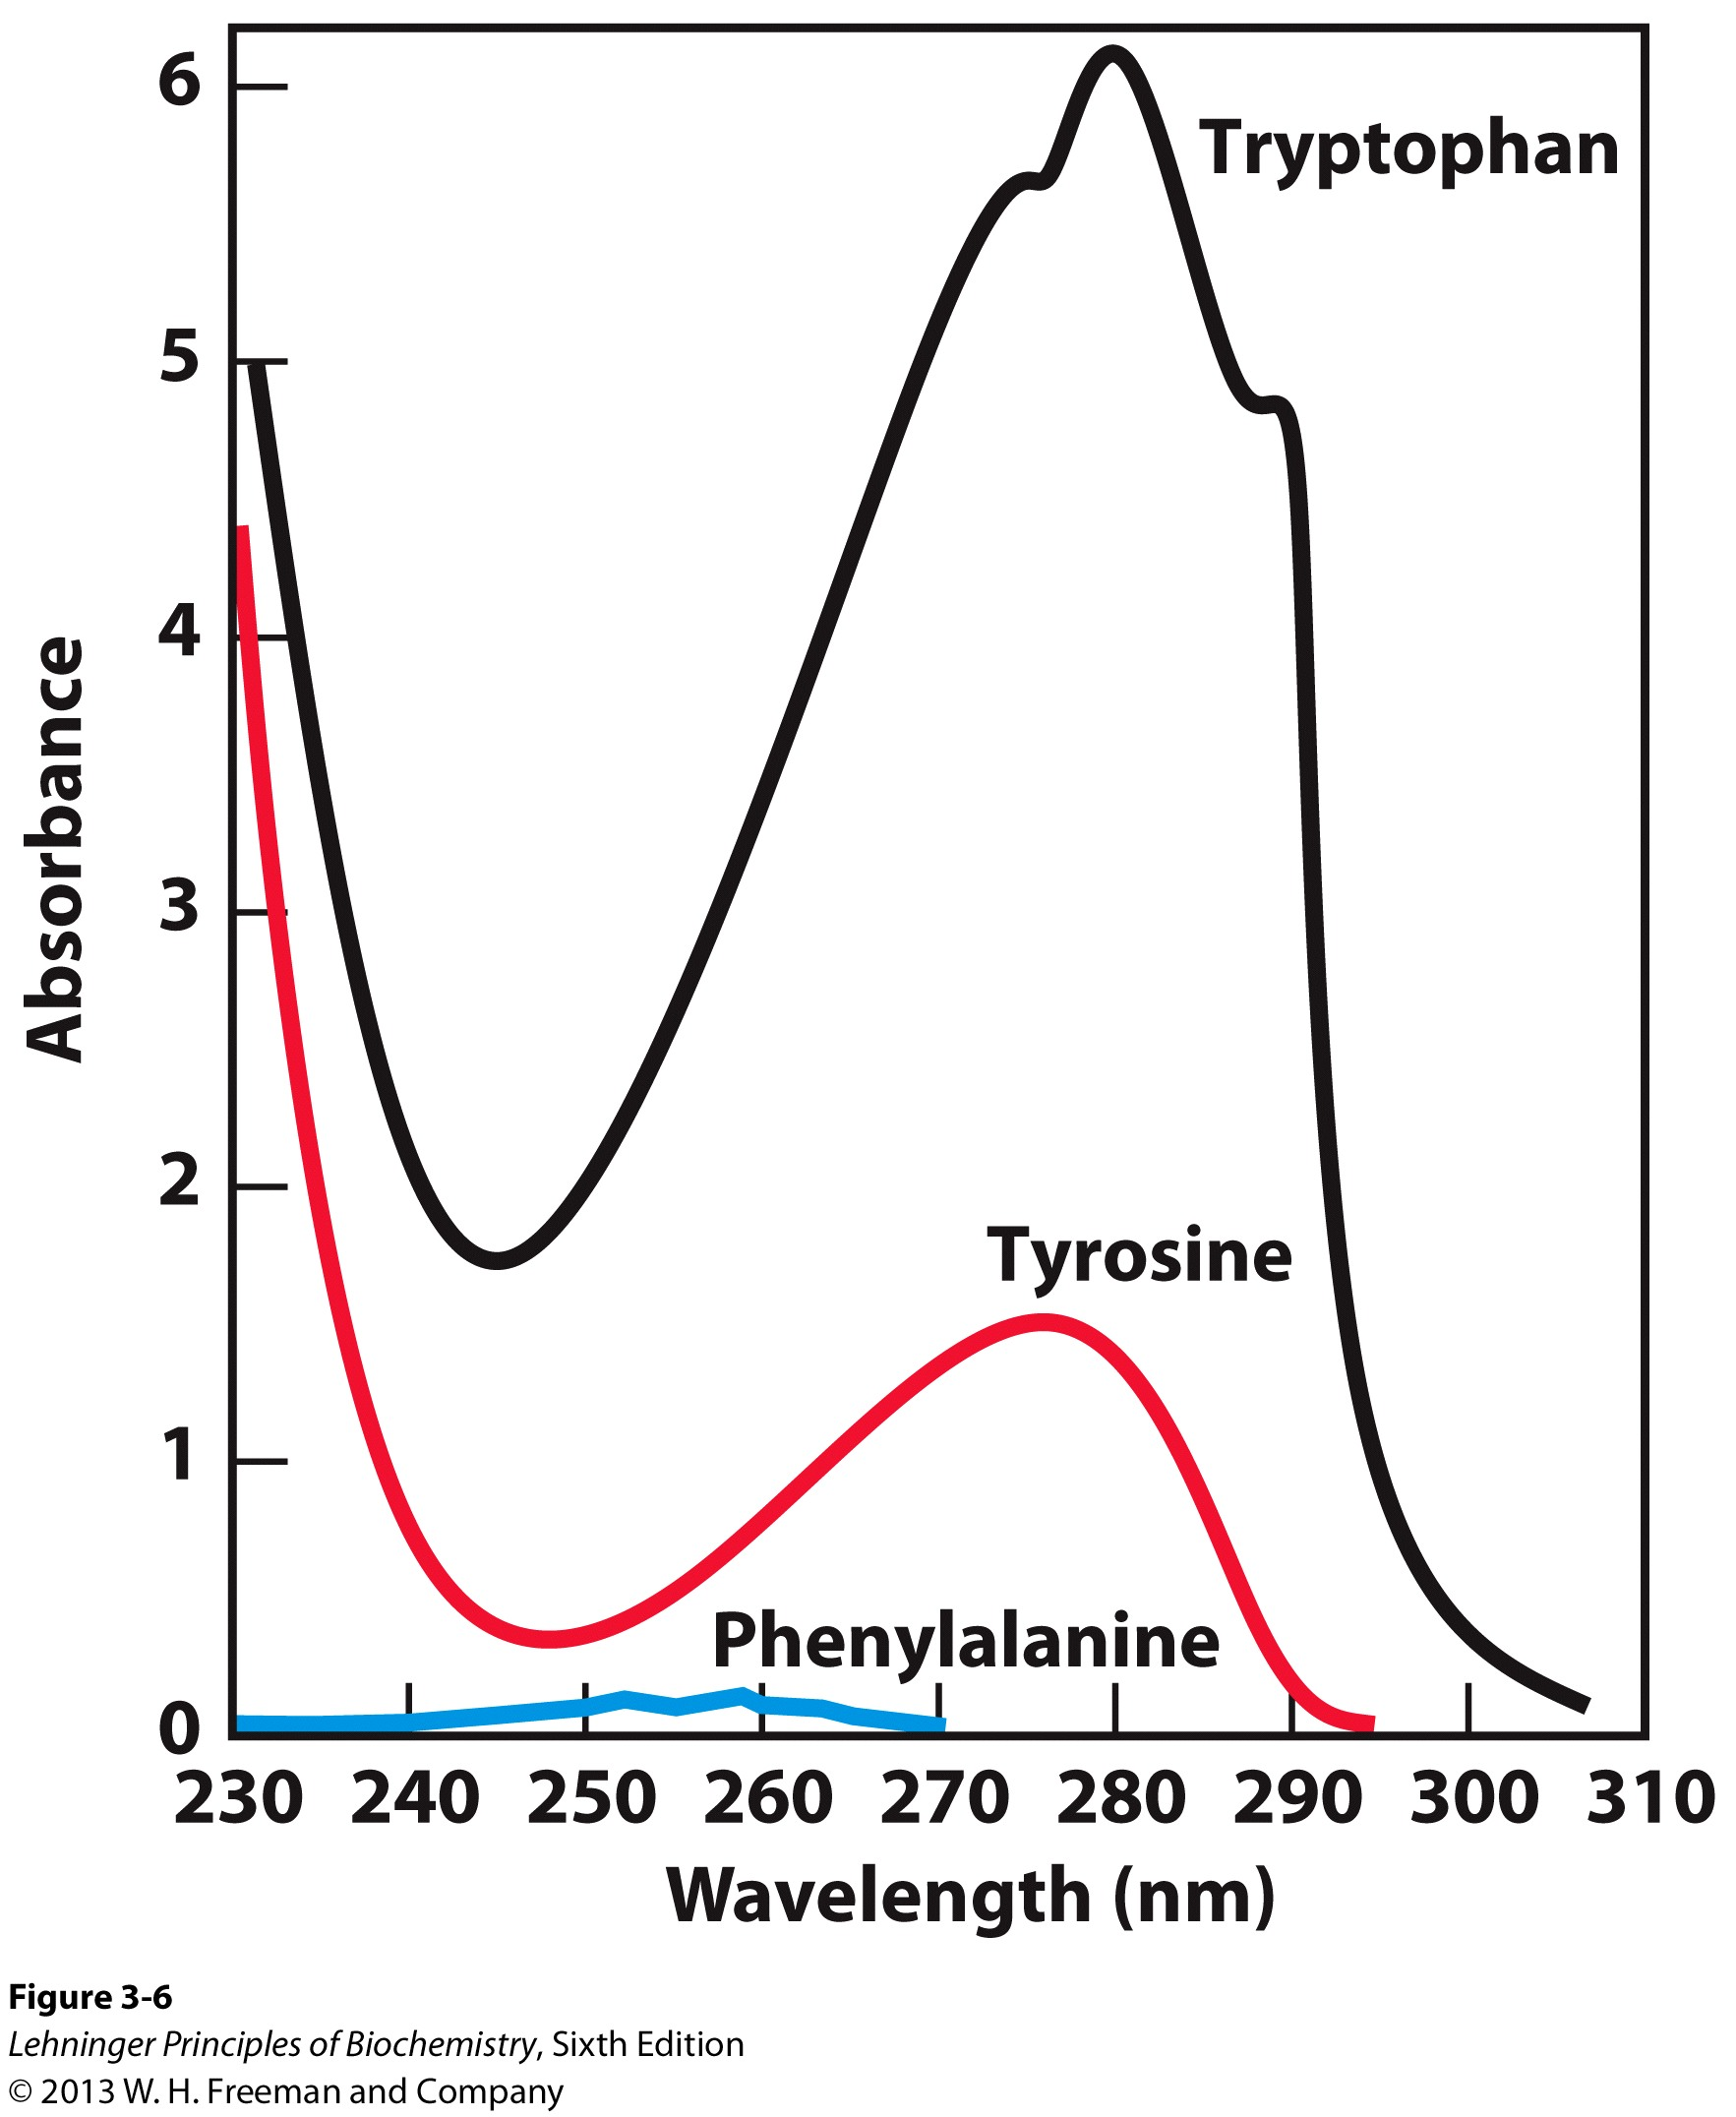 6
5
4
3
2
1
0
Absorbance
Tryptophan
Tyrosine
Phenylalanine
230 240 250 260 270 280 290 300 310
Wavelength (nm)
Figure 3-6
Lehninger Principles of Biochemistry, Sixth Edition
© 2013 W. H. Freeman and Company